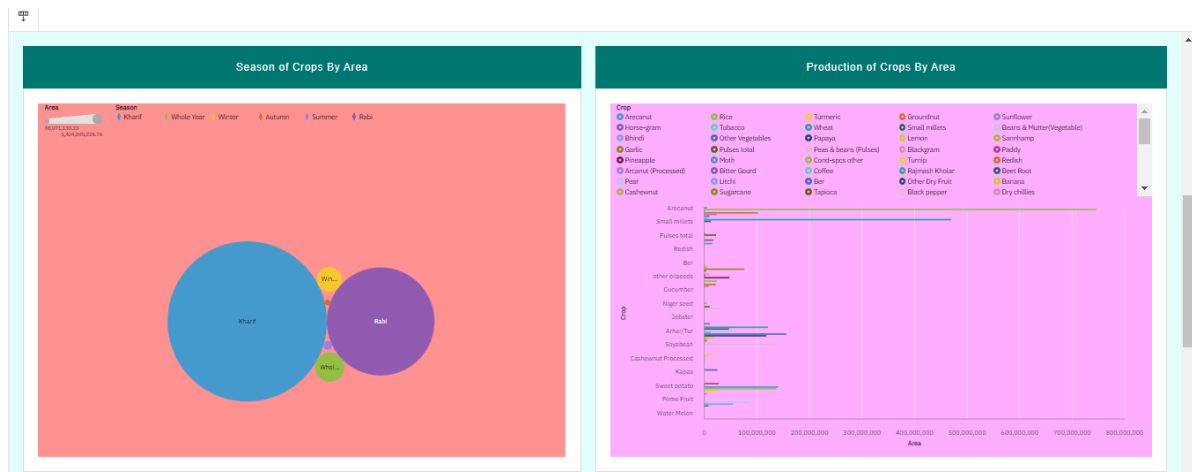 Season of Crops By Area
Area
Season
Kharif
Whole Year
Winter
Autumn
Summer
Rabi
Win...
Kharif
Rabi
Whol...
Production of Crops By Area
Crop
Arecanut
Rice
Turmeric
Groundnut
Sunflower
Horse-gram
Tobacco
Wheat
Small millets
Beans & Mutter(Vegetable)
Bhindi
Other Vegetables
Papaya
Lemon
Sannhamp
Garlic
Pulses total
Peas & beans (Pulses)
Blackgram
Paddy
Pineapple
Moth
Cond-spcs other
Turnip
Redish
Arcanut (Processed)
Bitter Gourd
Coffee
Rajmash Kholar
Beet Root
Pear
Litchi
Ber
Other Dry Fruit
Banana
Cashewnut
Sugarcane
Tapioca
Black pepper
Dry chillies
Crop
Arecanut
Small millets
Pulses total
Redish
Ber
other oilseeds
Cucumber
Niger seed
Jobster
Arhar/Tur
Soyabean
Cashewnut Processed
Kapas
Sweet potato
Pome Fruit
Water Melon
0
100,000,000
200,000,000
300,000,000
400,000,000
500,000,000
600,000,000
700,000,000
800,000,000
Area